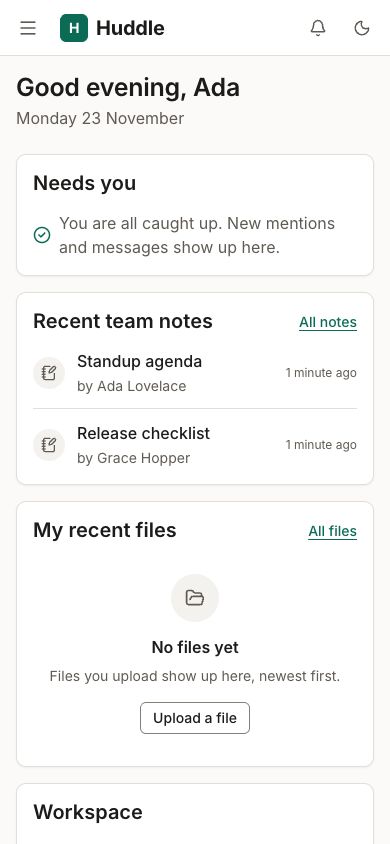 H Huddle
Good evening, Ada
Monday 23 November
Needs you
You are all caught up. New mentions
and messages show up here.
Recent team notes
All notes
Standup agenda
by Ada Lovelace
1 minute ago
Release checklist
by Grace Hopper
1 minute ago
My recent files
All files
No files yet
Files you upload show up here, newest first.
Upload a file
Workspace